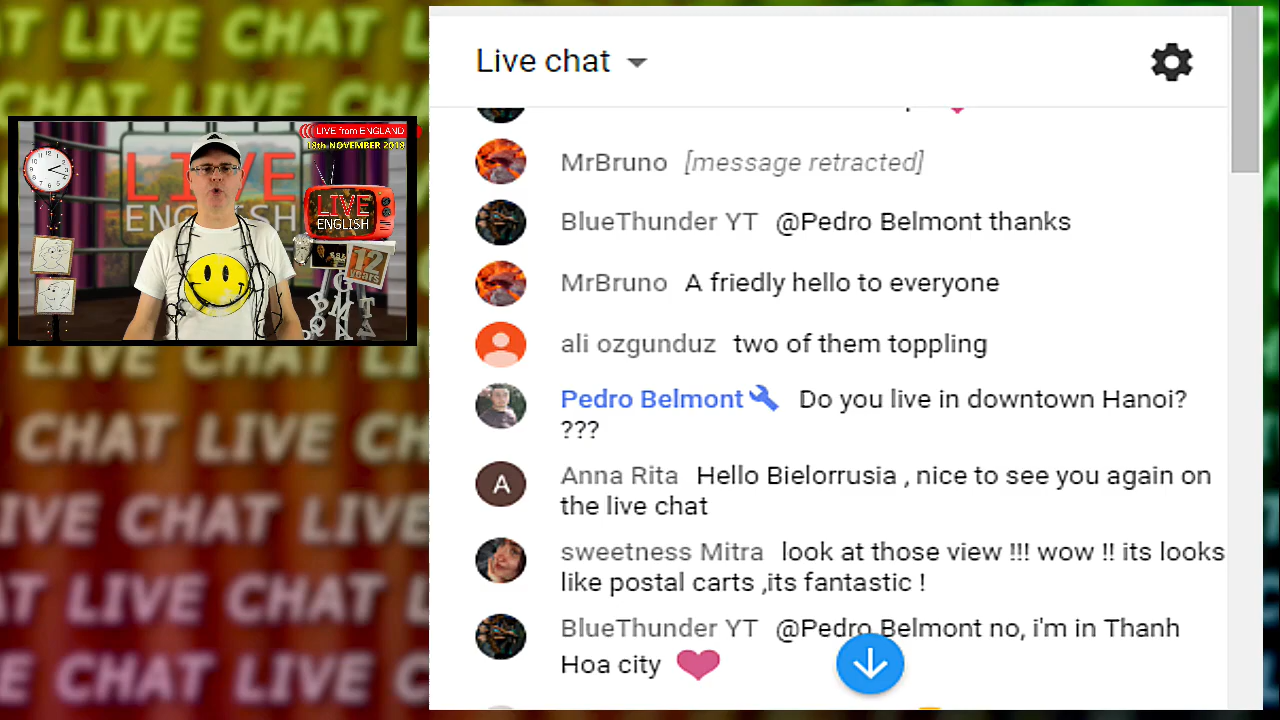 LIVE CHAT
LIVE from ENGLAND
18th NOVEMBER 2018
LIVE
ENGLISH
LIVE
ENGLISH
12
years
Live chat
MrBruno [message retracted]
BlueThunder YT @Pedro Belmont thanks
MrBruno A friedly hello to everyone
ali ozgunduz two of them toppling
Pedro Belmont Do you live in downtown Hanoi?
???
A
Anna Rita Hello Bielorrusia , nice to see you again on
the live chat
sweetness Mitra look at those view !!! wow !! its looks
like postal carts ,its fantastic !
BlueThunder YT @Pedro Belmont no, i'm in Thanh
Hoa city